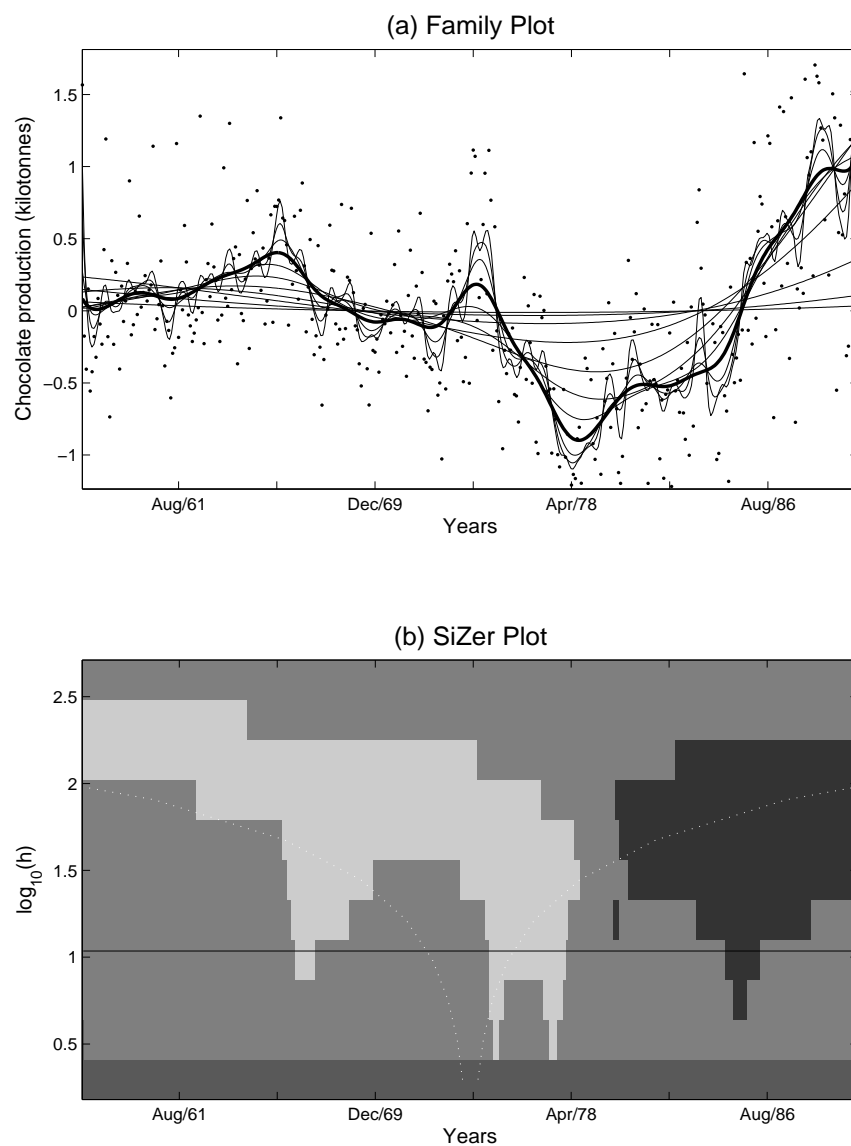 (a) Family Plot
1.5
1
0.5
0
−0.5
−1
Chocolate production (kilotonnes)
Aug/61 Dec/69 Apr/78 Aug/86
Years
(b) SiZer Plot
2.5
2
1.5
1
0.5
log10(h)
Aug/61 Dec/69 Apr/78 Aug/86
Years